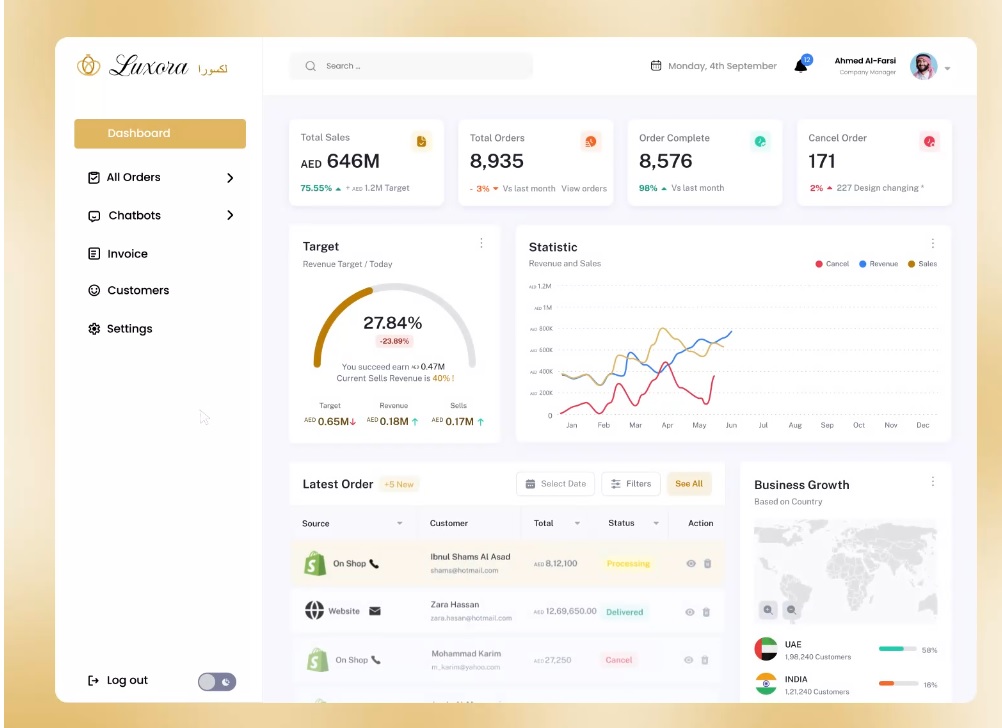 Luxora لكسورا
Search ...
Monday, 4th September
12
Ahmed Al-Farsi
Company Manager
Dashboard
All Orders
Chatbots
Invoice
Customers
Settings
Log out
Total Sales
AED 646M
75.55% + AED 1.2M Target
Total Orders
8,935
- 3% Vs last month View orders
Order Complete
8,576
98% Vs last month
Cancel Order
171
2% 227 Design changing *
Target
Revenue Target / Today
27.84%
-23.89%
You succeed earn AED 0.47M
Current Sells Revenue is 40% !
Target Revenue Sells
AED 0.65M AED 0.18M AED 0.17M
Statistic
Revenue and Sales
Cancel Revenue Sales
AED 1.2M
AED 1M
AED 800K
AED 600K
AED 400K
AED 200K
0
Jan Feb Mar Apr May Jun Jul Aug Sep Oct Nov Dec
Latest Order +5 New Select Date Filters See All
Source Customer Total Status Action
On Shop Ibnul Shams Al Asad AED 8,12,100 Processing
shams@hotmail.com
Website Zara Hassan AED 12,69,650.00 Delivered
zara.hasan@hotmail.com
On Shop Mohammad Karim AED 27,250 Cancel
m_karim@yahoo.com
Business Growth
Based on Country
UAE
1,98,240 Customers
58%
INDIA
1,21,240 Customers
16%